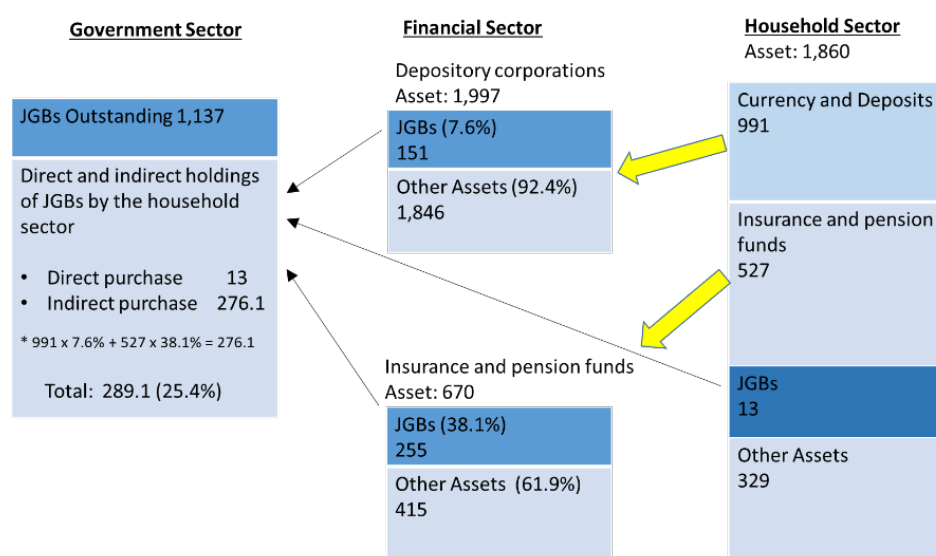 Government Sector
JGBs Outstanding 1,137
Direct and indirect holdings
of JGBs by the household
sector
• Direct purchase 13
• Indirect purchase 276.1
* 991 x 7.6% + 527 x 38.1% = 276.1
Total: 289.1 (25.4%)
Financial Sector
Depository corporations
Asset: 1,997
JGBs (7.6%)
151
Other Assets (92.4%)
1,846
Insurance and pension funds
Asset: 670
JGBs (38.1%)
255
Other Assets (61.9%)
415
Household Sector
Asset: 1,860
Currency and Deposits
991
Insurance and pension
funds
527
JGBs
13
Other Assets
329